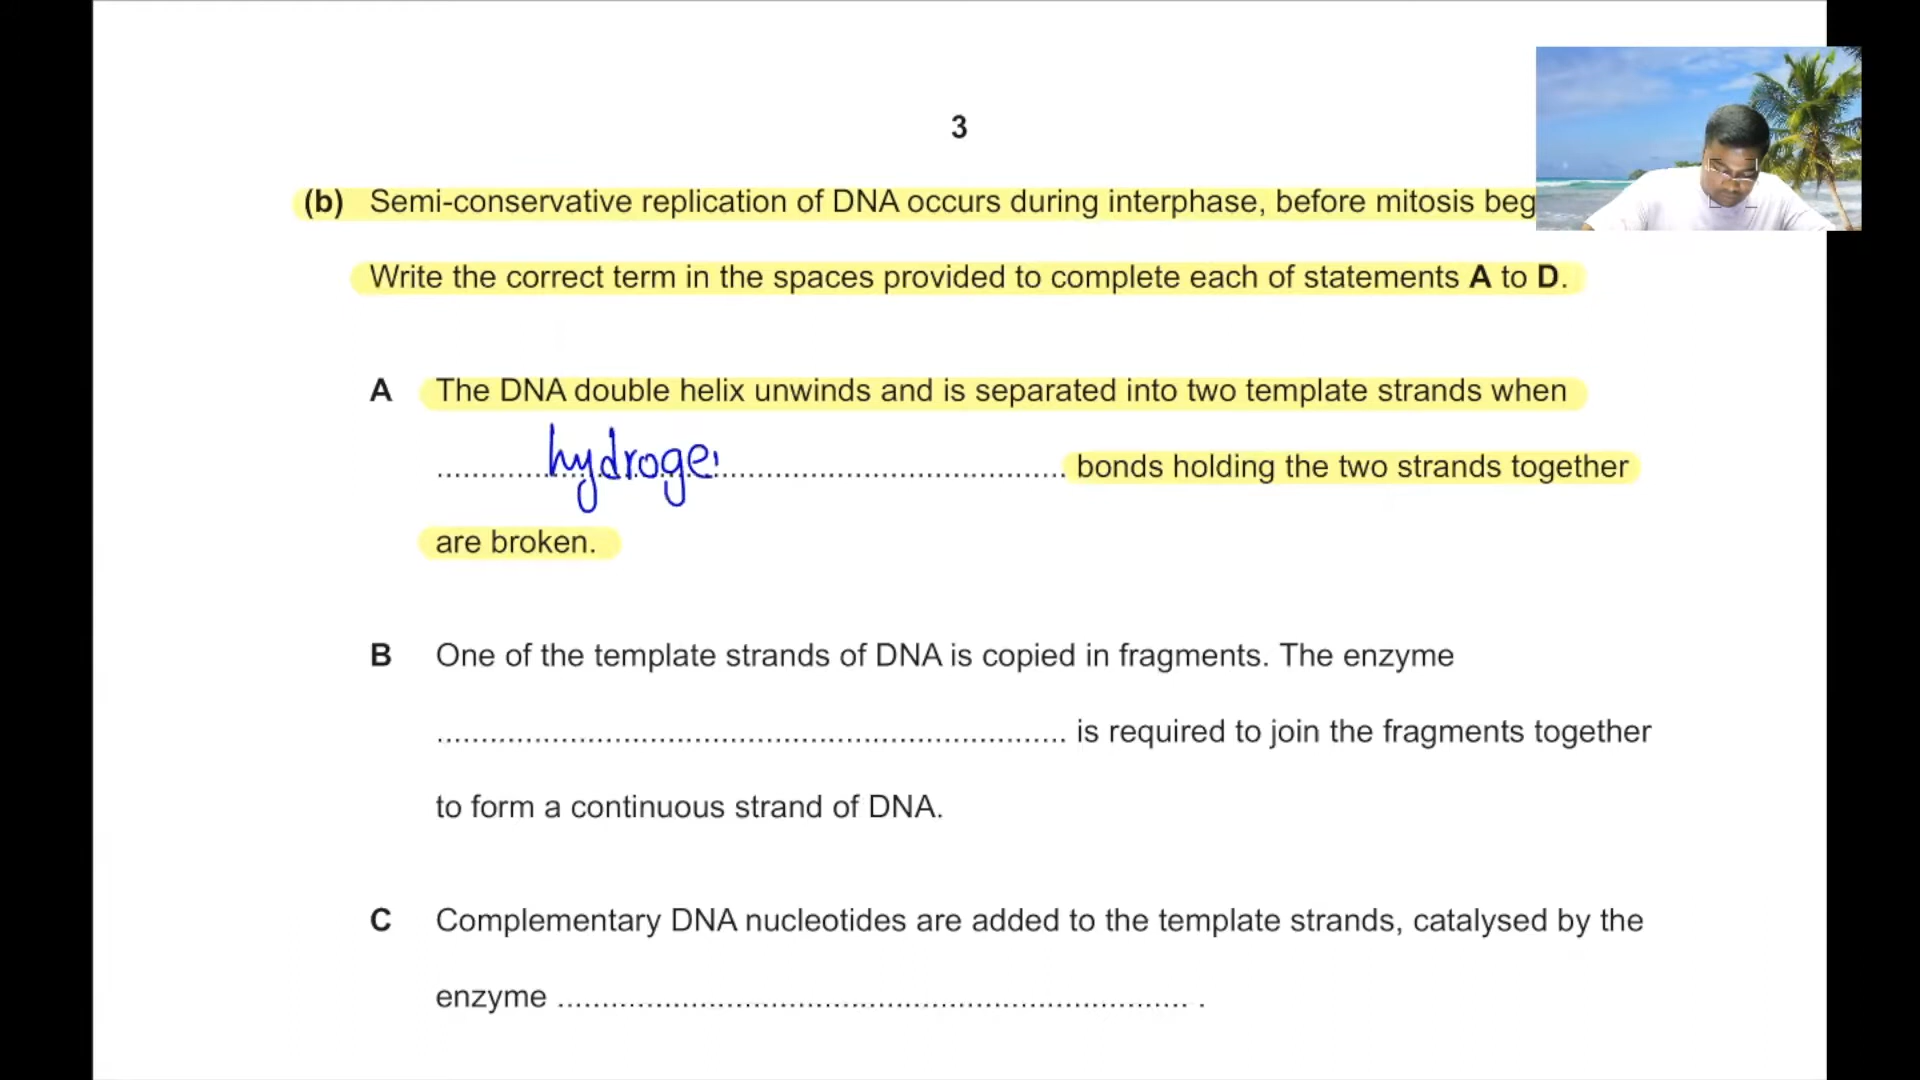 3
(b) Semi-conservative replication of DNA occurs during interphase, before mitosis beg
Write the correct term in the spaces provided to complete each of statements A to D.
A The DNA double helix unwinds and is separated into two template strands when
hydroge bonds holding the two strands together
are broken.
B One of the template strands of DNA is copied in fragments. The enzyme
.................................................................... is required to join the fragments together
to form a continuous strand of DNA.
C Complementary DNA nucleotides are added to the template strands, catalysed by the
enzyme .................................................................... .